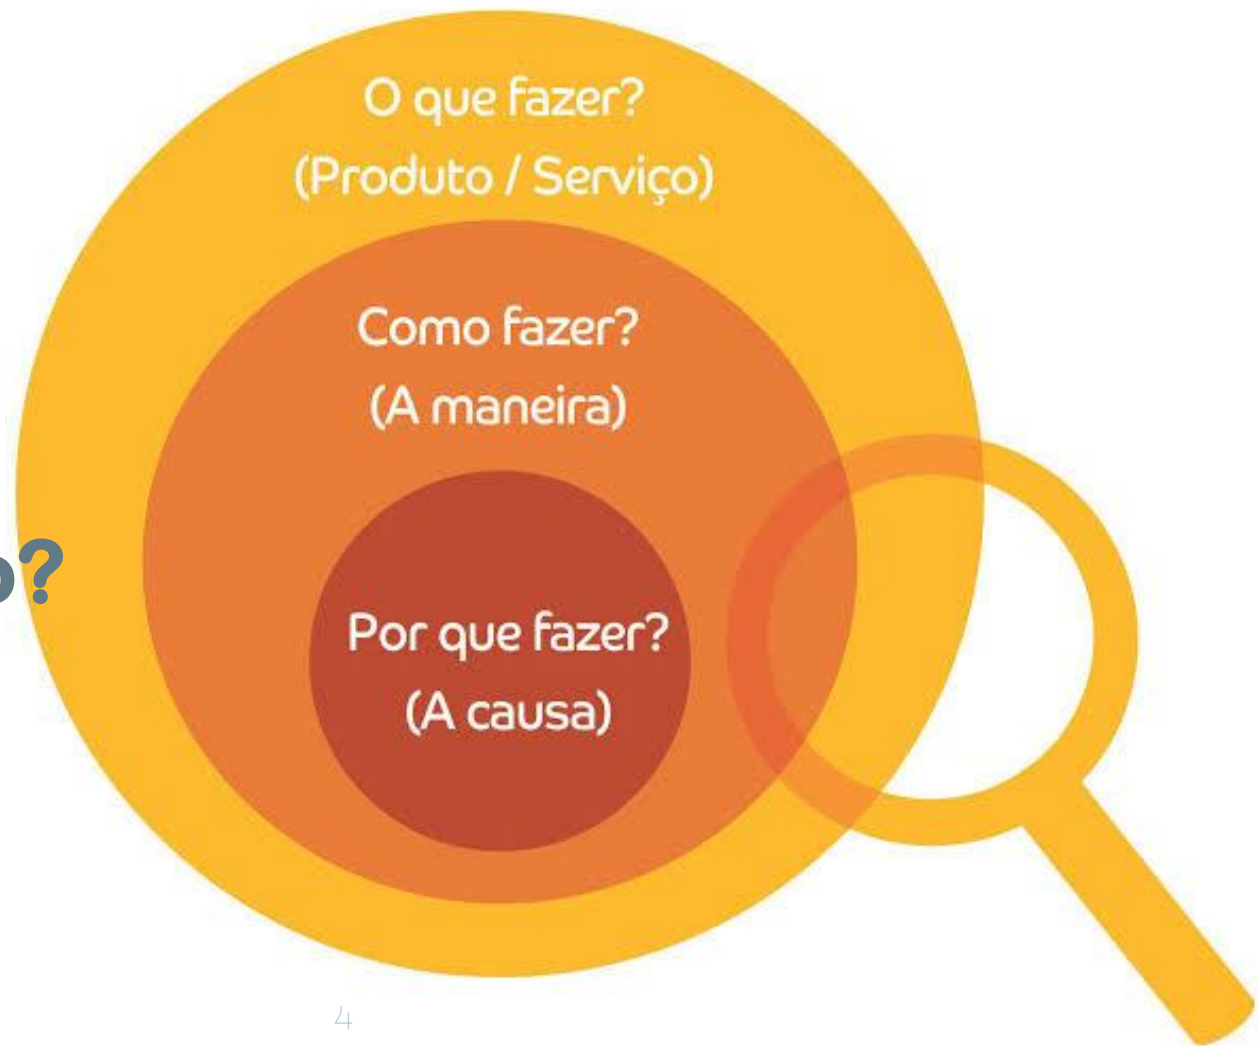 O que fazer?
(Produto / Serviço)
Como fazer?
(A maneira)
o?
Por que fazer?
(A causa)
4